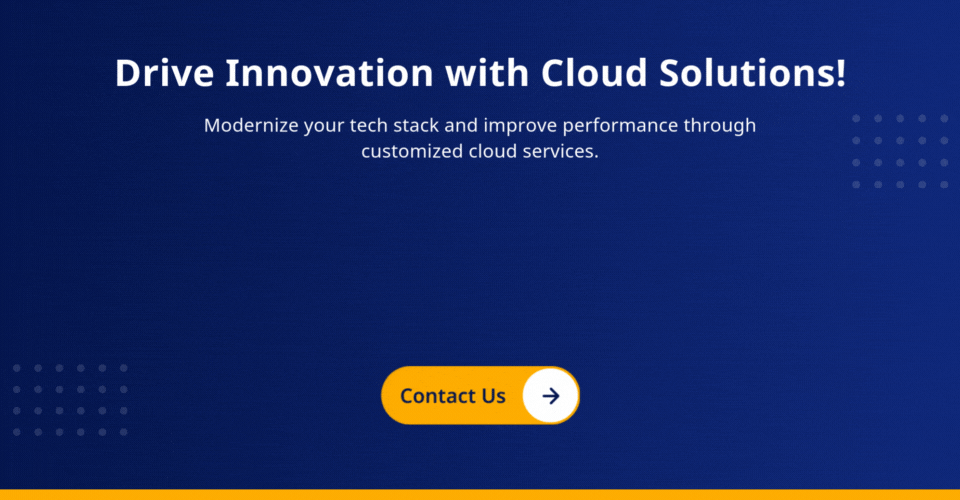 Drive Innovation with Cloud Solutions!
Modernize your tech stack and improve performance through
customized cloud services.
Contact Us